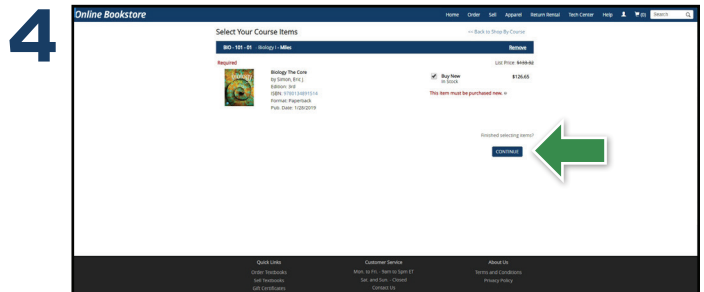 4
Online Bookstore
Home Order Sell Apparel Return Rental Tech Center Help (0) Search
Select Your Course Items
<< Back to Shop By Course
BIO - 101 - 01 Biology I - Miles Remove
Required
List Price:
Biology The Core
by Simon, Eric J
Edition: 3rd
ISBN: 9780134891514
Format: Paperback
Pub. Date: 1/20/2019
Buy New $126.65
In Stock
This item must be purchased new. »
Finished selecting items?
CONTINUE
Quick Links Customer Service About Us
Order Textbooks Mon. to Fri. - 9am to 5pm ET Terms and Conditions
Sell Textbooks Sat. and Sun. - Closed Privacy Policy
Gift Certificates Contact Us